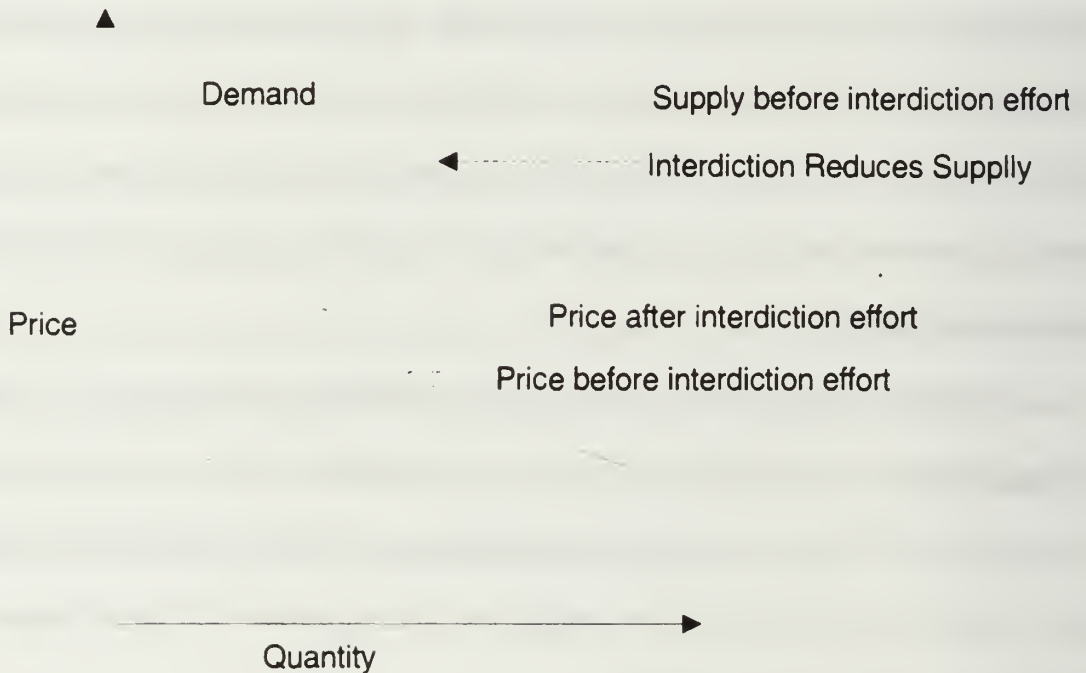 Demand
Supply before interdiction effort
Interdiction Reduces Supplly
Price
Price after interdiction effort
Price before interdiction effort
Quantity